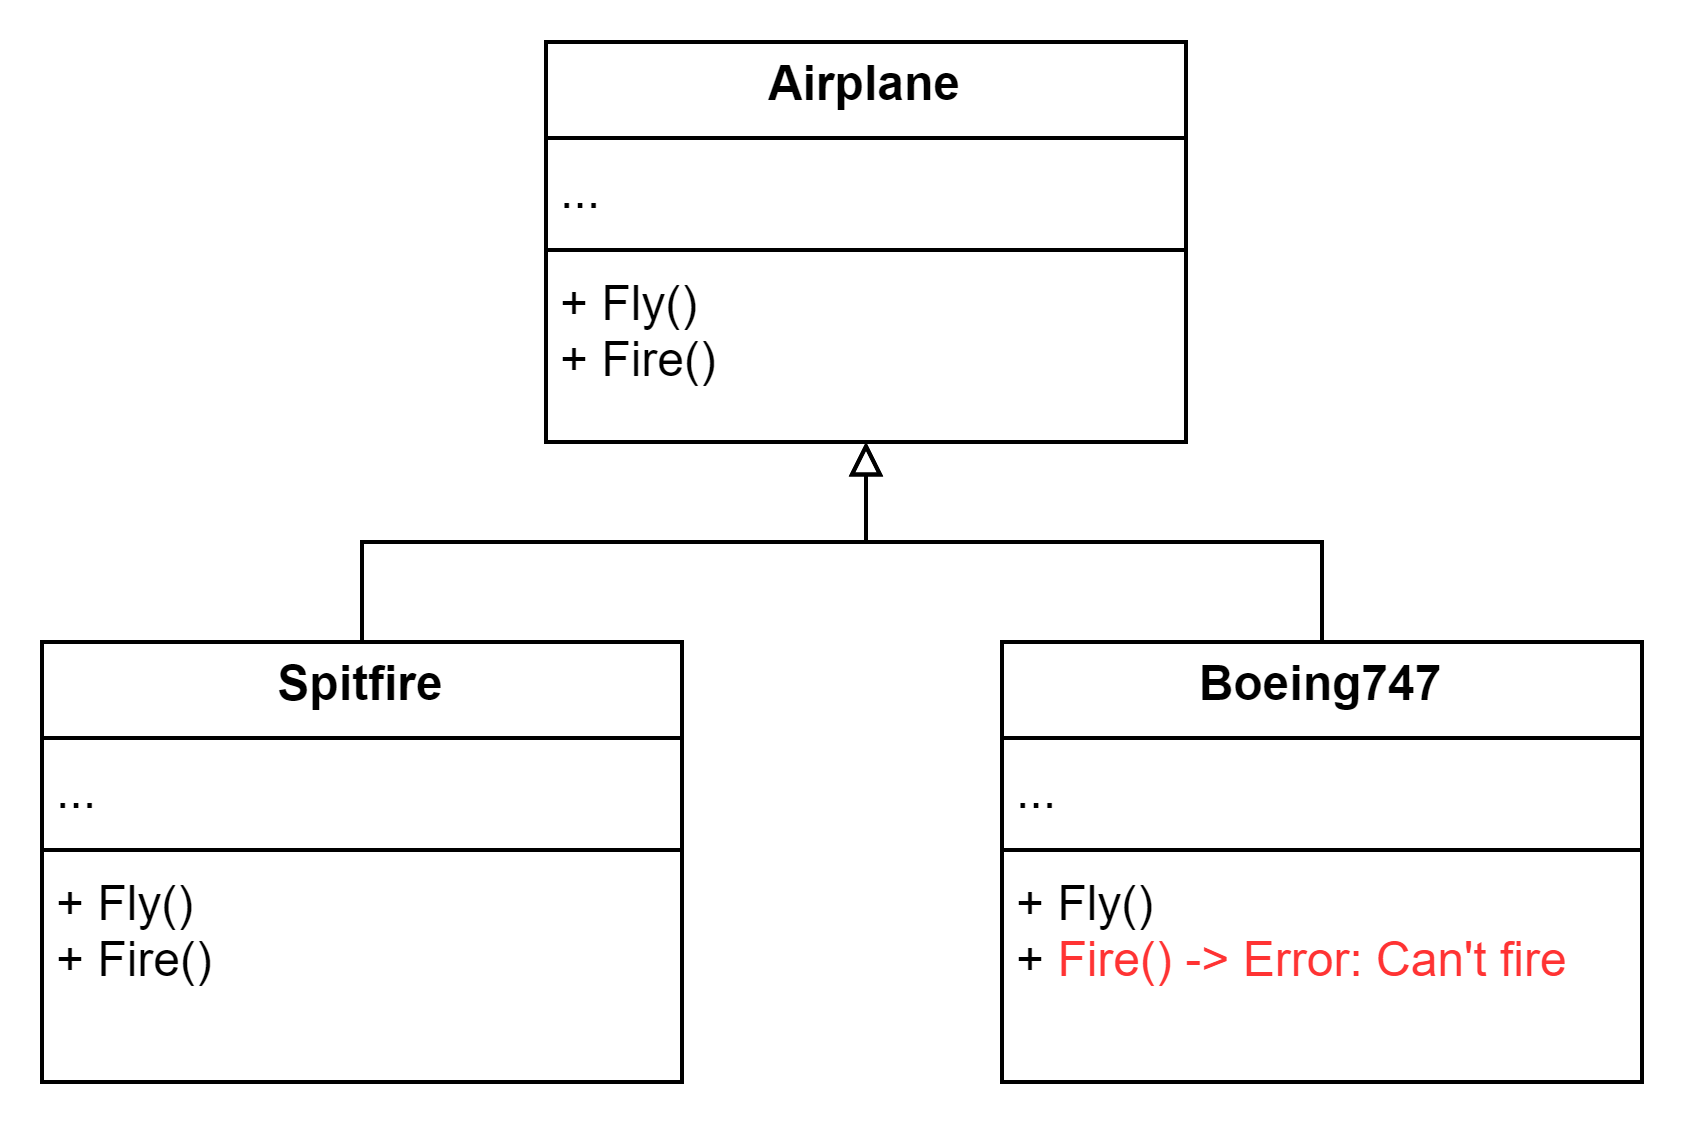 Airplane
...
+ Fly()
+ Fire()
Spitfire
...
+ Fly()
+ Fire()
Boeing747
...
+ Fly()
+ Fire() -> Error: Can't fire